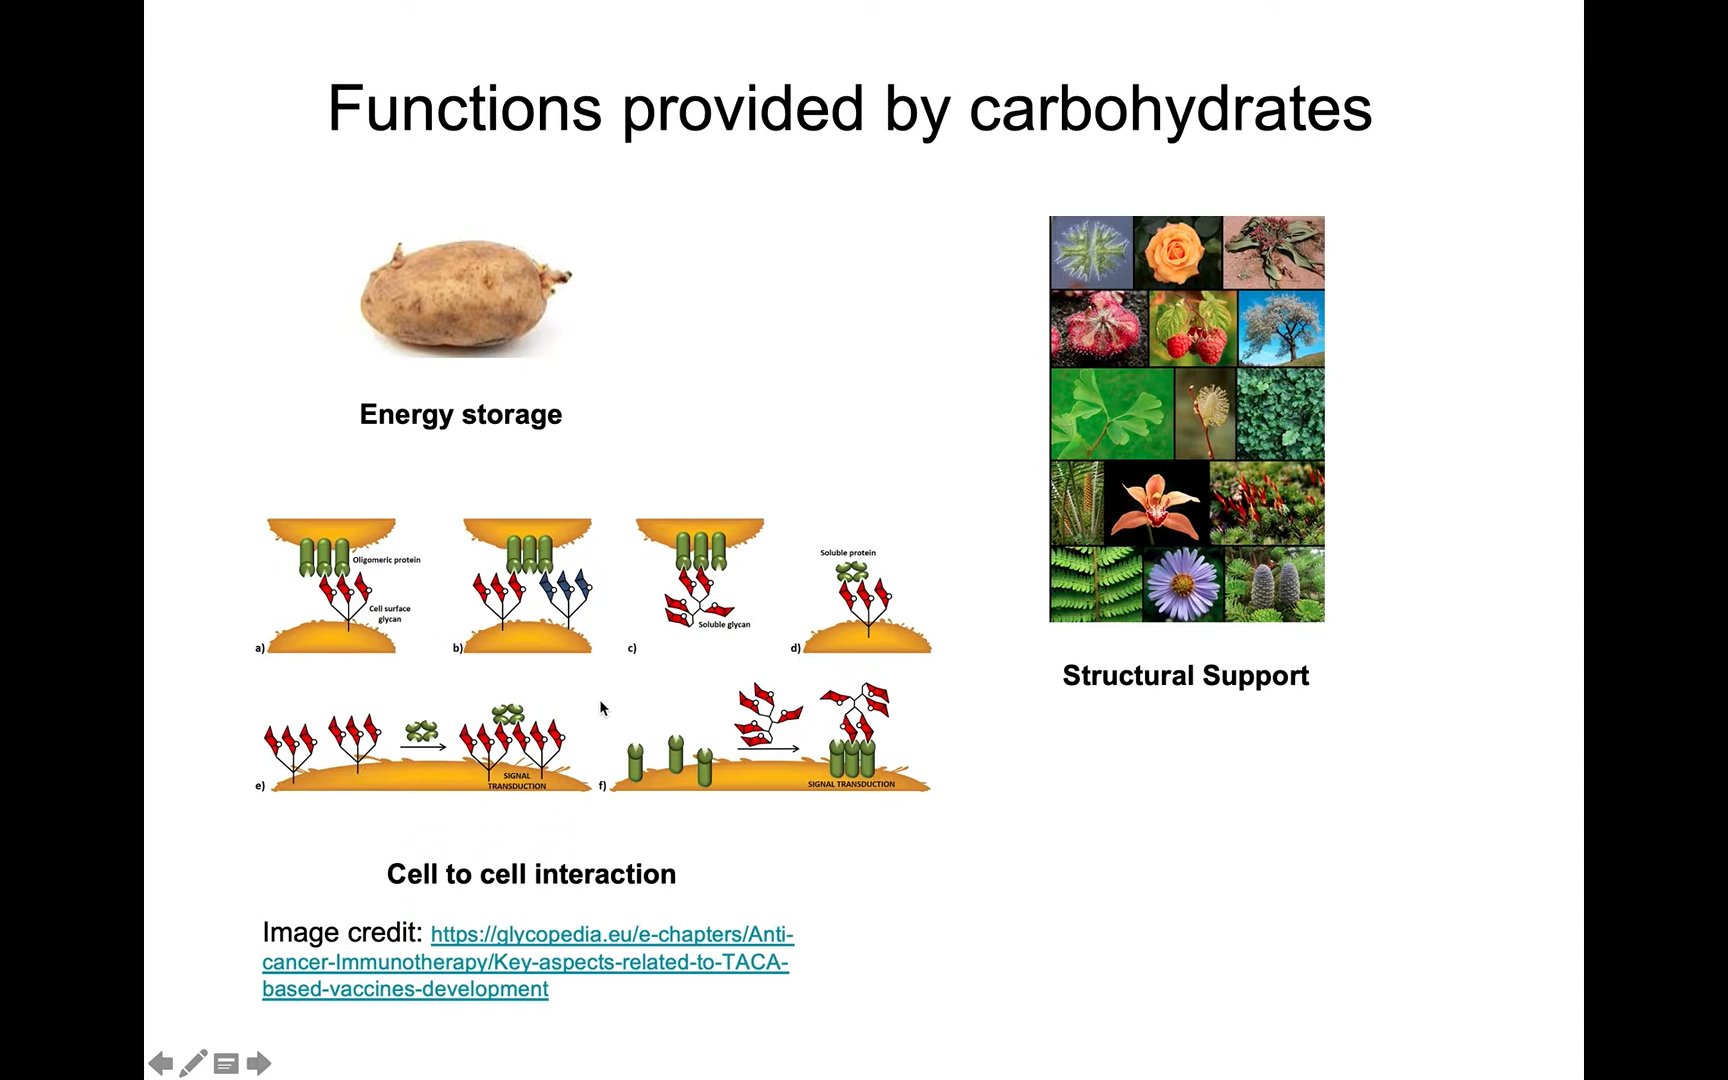 Functions provided by carbohydrates
Energy storage
Oligomeric protein
Cell surface
glycan
a)
b)
Soluble glycan
c)
Soluble protein
d)
SIGNAL
TRANSDUCTION
e)
SIGNAL TRANSDUCTION
f)
Cell to cell interaction
Image credit: https://glycopedia.eu/e-chapters/Anti-
cancer-Immunotherapy/Key-aspects-related-to-TACA-
based-vaccines-development
Structural Support